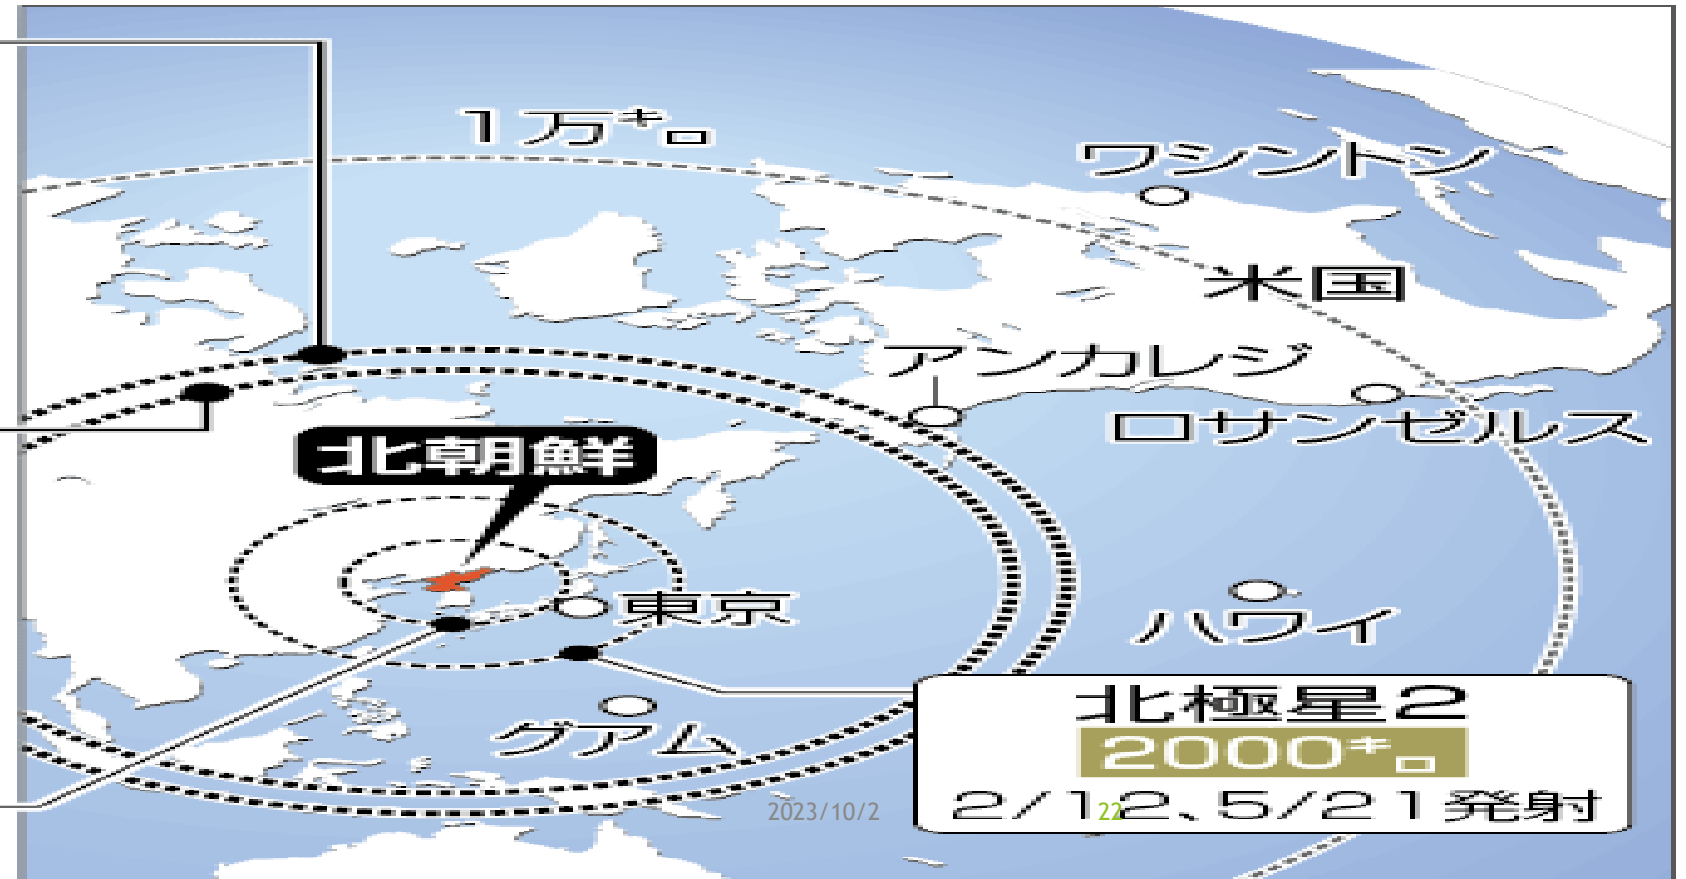 1万㌔
ワシントン
米国
アンカレジ
ロサンゼルス
北朝鮮
東京
ハワイ
グアム
北極星2
2000㌔
2/12、5/21発射
2023/10/2
22